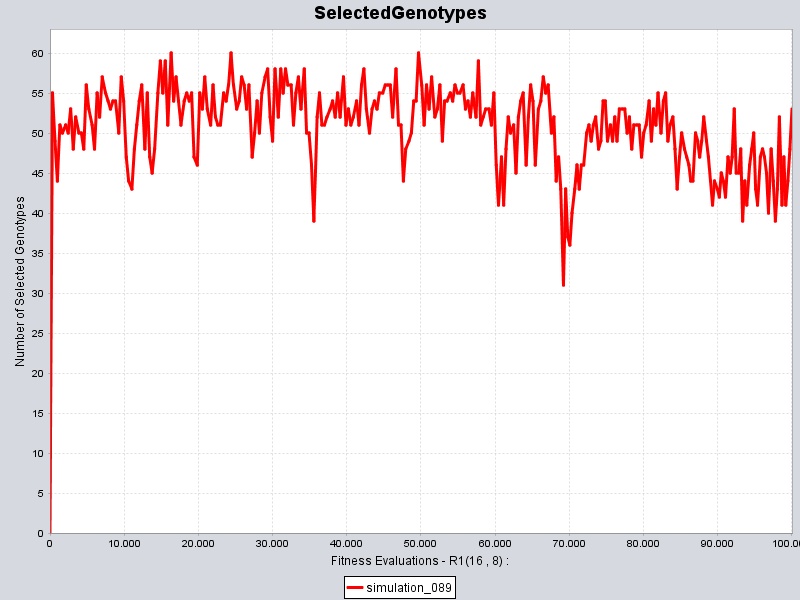 SelectedGenotypes
Number of Selected Genotypes
60
55
50
45
40
35
30
25
20
15
10
5
0
0 10.000 20.000 30.000 40.000 50.000 60.000 70.000 80.000 90.000 100.0
Fitness Evaluations - R1(16 , 8) :
simulation_089